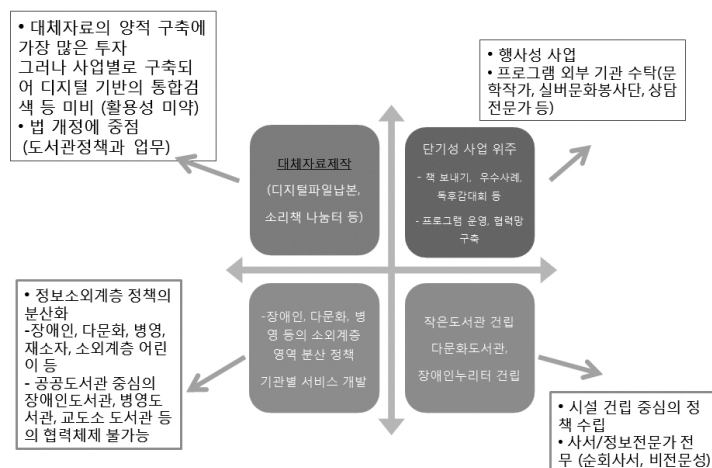 • 대체자료의 양적 구축에
가장 많은 투자
그러나 사업별로 구축되
어 디지털 기반의 통합검
색 등 미비 (활용성 미약)
• 법 개정에 중점
(도서관정책과 업무)
• 행사성 사업
• 프로그램 외부 기관 수탁(문
학작가, 실버문화봉사단, 상담
전문가 등)
대체자료제작
(디지털파일납본,
소리책 나눔터 등)
단기성 사업 위주
- 책 보내기, 우수사례,
독후감대회 등
- 프로그램 운영, 협력망
구축
-장애인, 다문화, 병
영 등의 소외계층
영역 분산 정책
기관별 서비스 개발
작은도서관 건립
다문화도서관,
장애인누리터 건립
• 정보소외계층 정책의
분산화
-장애인, 다문화, 병영,
재소자, 소외계층 어린
이 등
- 공공도서관 중심의
장애인도서관, 병영도
서관, 교도소 도서관 등
의 협력체제 불가능
• 시설 건립 중심의 정
책 수립
• 사서/정보전문가 전
무 (순회사서, 비전문성)